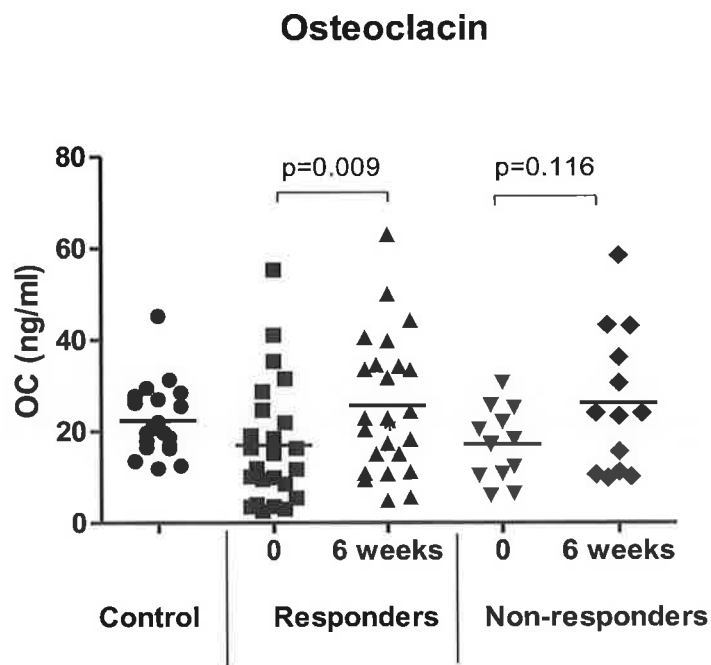 Osteoclacin
p=0.009
p=0.116
80
60
40
20
0
OC (ng/ml)
0 6 weeks 0 6 weeks
Control Responders Non-responders